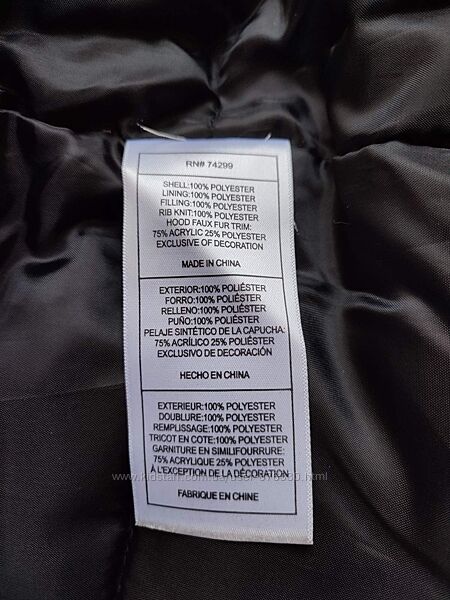 RN# 74299
SHELL:100% POLYESTER
LINING:100% POLYESTER
FILLING:100% POLYESTER
RIB KNIT:100% POLYESTER
HOOD FAUX FUR TRIM:
75% ACRYLIC 25% POLYESTER
EXCLUSIVE OF DECORATION
MADE IN CHINA
EXTERIOR:100% POLIÉSTER
FORRO:100% POLIÉSTER
RELLENO:100% POLIÉSTER
PUÑO:100% POLIÉSTER
PELAJE SINTÉTICO DE LA CAPUCHA:
75% ACRÍLICO 25% POLIÉSTER
EXCLUSIVO DE DECORACIÓN
HECHO EN CHINA
EXTERIEUR:100% POLYESTER
DOUBLURE:100% POLYESTER
REMPLISSAGE:100% POLYESTER
TRICOT EN COTE:100% POLYESTER
GARNITURE EN SIMILIFOURRURE:
75% ACRYLIQUE 25% POLYESTER
À L'EXCEPTION DE LA DÉCORATION
FABRIQUE EN CHINE